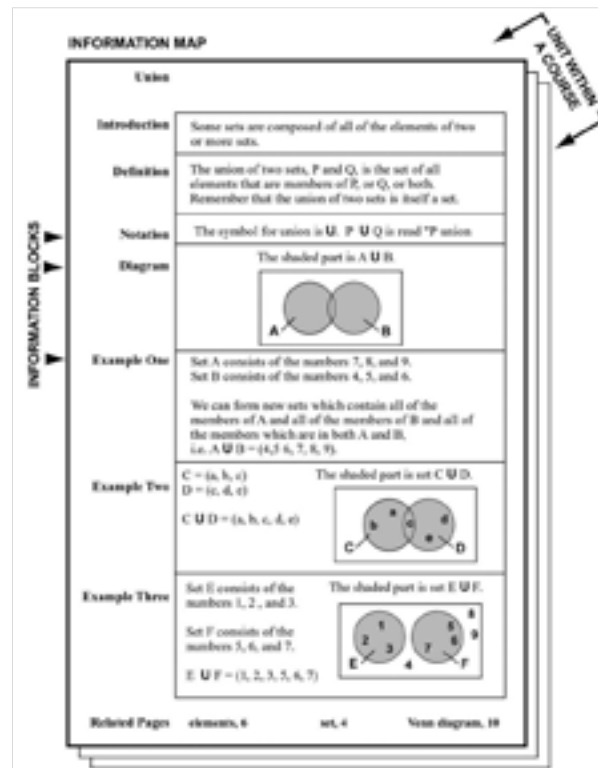 INFORMATION MAP
UNIT WITHIN
A COURSE
Union
Introduction
Some sets are composed of all of the elements of two
or more sets.
Definition
The union of two sets, P and Q, is the set of all
elements that are members of P, or Q, or both.
Remember that the union of two sets is itself a set.
INFORMATION BLOCKS
Notation
The symbol for union is U. P U Q is read "P union
Diagram
The shaded part is A U B.
A B
Example One
Set A consists of the numbers 7, 8, and 9.
Set B consists of the numbers 4, 5, and 6.
We can form new sets which contain all of the
members of A and all of the members of B and all of
the members which are in both A and B,
i.e. A U B = (4,5 6, 7, 8, 9).
Example Two
C = (a, b, c)
D = (c, d, e)
C U D = (a, b, c, d, e)
The shaded part is set C U D.
a
b c d
e
C D
Example Three
Set E consists of the
numbers 1, 2 , and 3.
Set F consists of the
numbers 5, 6, and 7.
E U F = (1, 2, 3, 5, 6, 7)
The shaded part is set E U F.
8
1 5
2 6 9
3 7
E 4 F
Related Pages elements, 6 set, 4 Venn diagram, 10